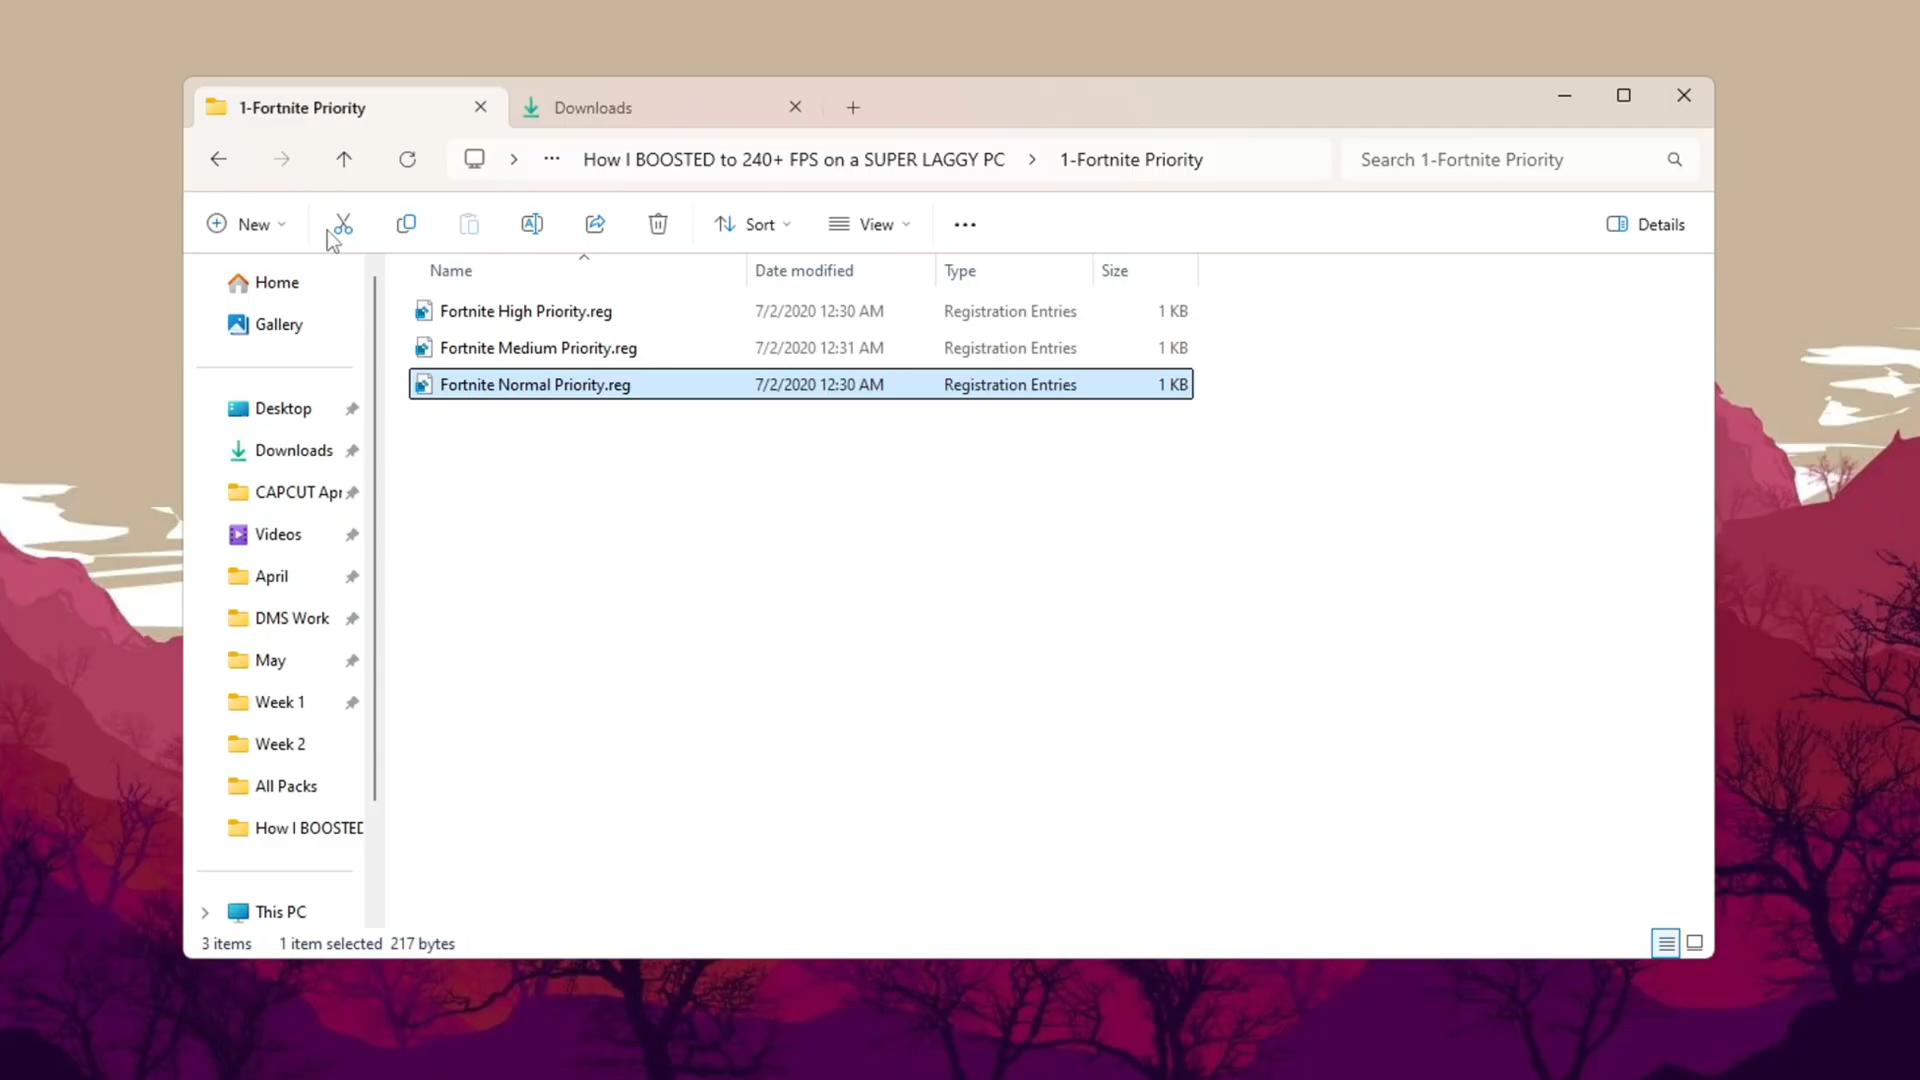 1-Fortnite Priority
Downloads
How I BOOSTED to 240+ FPS on a SUPER LAGGY PC
1-Fortnite Priority
Search 1-Fortnite Priority
New
Sort
View
Details
Name
Date modified
Type
Size
Fortnite High Priority.reg 7/2/2020 12:30 AM Registration Entries 1 KB
Fortnite Medium Priority.reg 7/2/2020 12:31 AM Registration Entries 1 KB
Fortnite Normal Priority.reg 7/2/2020 12:30 AM Registration Entries 1 KB
Home
Gallery
Desktop
Downloads
CAPCUT Apr
Videos
April
DMS Work
May
Week 1
Week 2
All Packs
How I BOOSTED
This PC
3 items 1 item selected 217 bytes